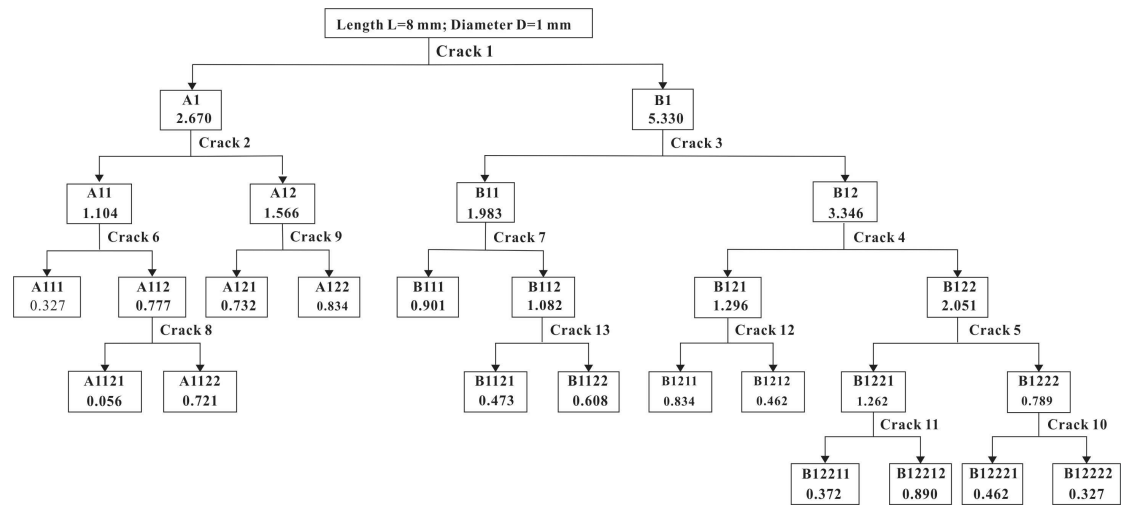 Length L=8 mm; Diameter D=1 mm
Crack 1
A1
2.670
B1
5.330
Crack 2
Crack 3
A11
1.104
A12
1.566
B11
1.983
B12
3.346
Crack 6
Crack 9
Crack 7
Crack 4
A111
0.327
A112
0.777
A121
0.732
A122
0.834
B111
0.901
B112
1.082
B121
1.296
B122
2.051
Crack 8
Crack 13
Crack 12
Crack 5
A1121
0.056
A1122
0.721
B1121
0.473
B1122
0.608
B1211
0.834
B1212
0.462
B1221
1.262
B1222
0.789
Crack 11
Crack 10
B12211
0.372
B12212
0.890
B12221
0.462
B12222
0.327